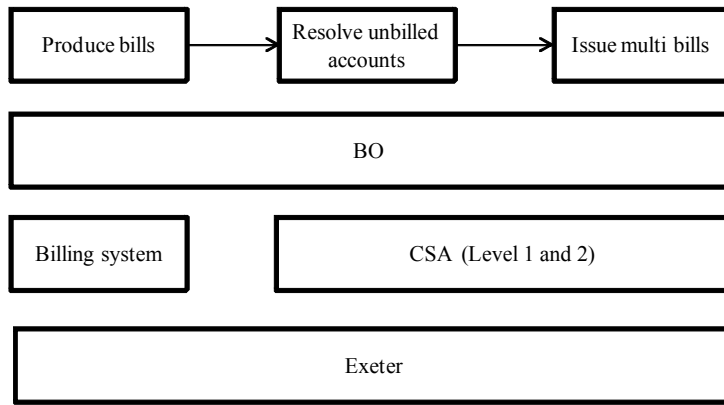 Produce bills
Resolve unbilled
accounts
Issue multi bills
BO
Billing system
CSA (Level 1 and 2)
Exeter